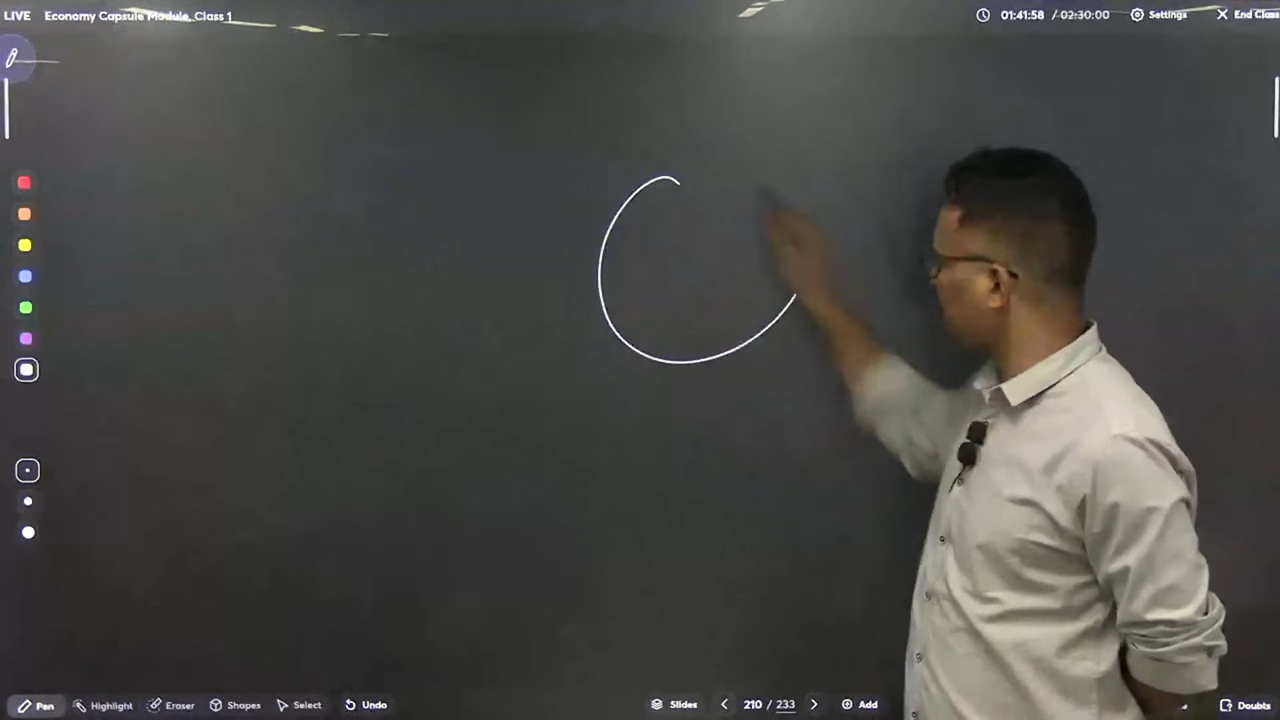 LIVE Economy Capsule Module, Class 1
01:41:58 / 02:30:00 Settings End Class
Pen Highlight Eraser Shapes Select Undo
Slides 210 / 233 Add
Doubts